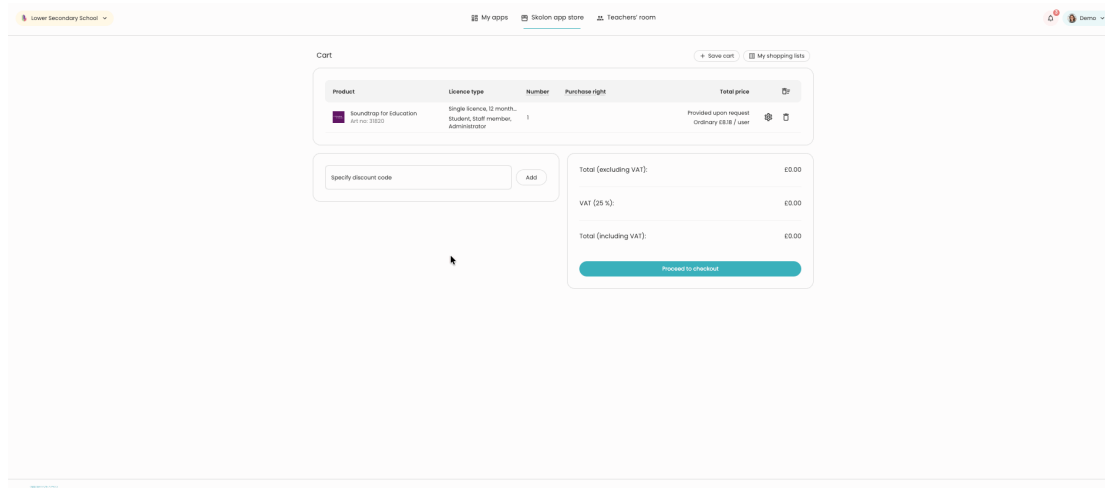 Lower Secondary School
My apps
Skolon app store
Teachers' room
Demo
Cart
+ Save cart
My shopping lists
Product Licence type Number Purchase right Total price
Soundtrap for Education
Art no: 31820
Single licence, 12 month...
Student, Staff member,
Administrator
1
Provided upon request
Ordinary £8.18 / user
Specify discount code
Add
Total (excluding VAT): £0.00
VAT (25 %): £0.00
Total (including VAT): £0.00
Proceed to checkout